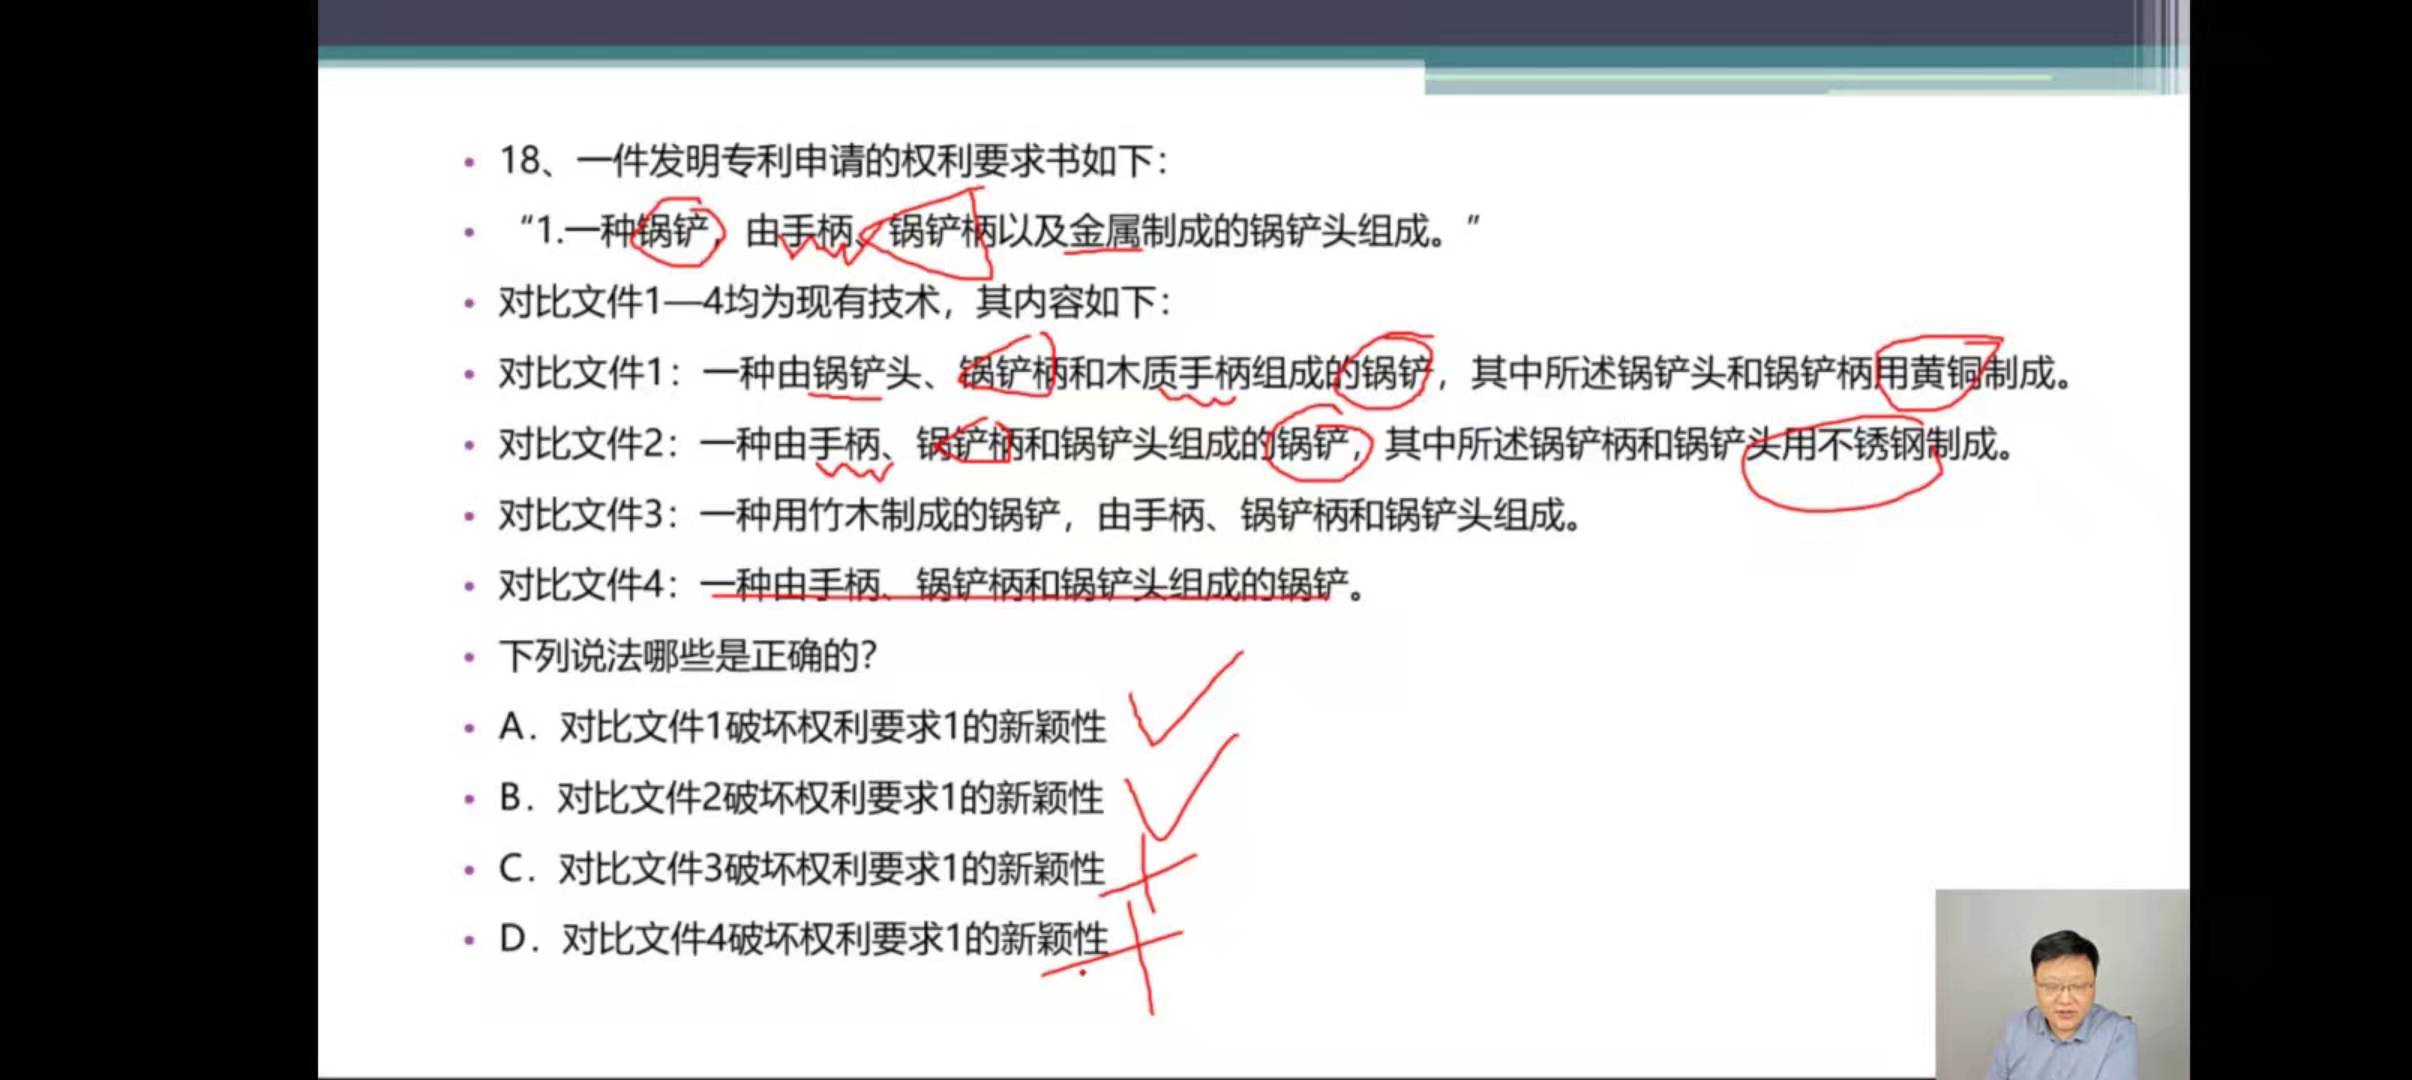 18、一件发明专利申请的权利要求书如下：
“1.一种锅铲，由手柄、锅铲柄以及金属制成的锅铲头组成。”
对比文件1—4均为现有技术，其内容如下：
对比文件1：一种由锅铲头、锅铲柄和木质手柄组成的锅铲，其中所述锅铲头和锅铲柄用黄铜制成。
对比文件2：一种由手柄、锅铲柄和锅铲头组成的锅铲，其中所述锅铲柄和锅铲头用不锈钢制成。
对比文件3：一种用竹木制成的锅铲，由手柄、锅铲柄和锅铲头组成。
对比文件4：一种由手柄、锅铲柄和锅铲头组成的锅铲。
下列说法哪些是正确的？
A．对比文件1破坏权利要求1的新颖性
B．对比文件2破坏权利要求1的新颖性
C．对比文件3破坏权利要求1的新颖性
D．对比文件4破坏权利要求1的新颖性